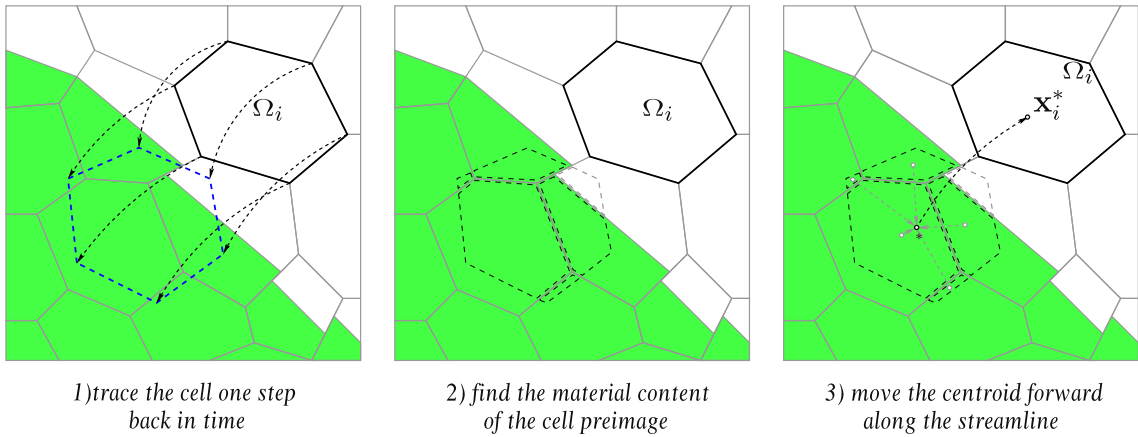 Ωᵢ
Ωᵢ
Ωᵢ
xᵢ*
*
1)trace the cell one step
back in time
2) find the material content
of the cell preimage
3) move the centroid forward
along the streamline